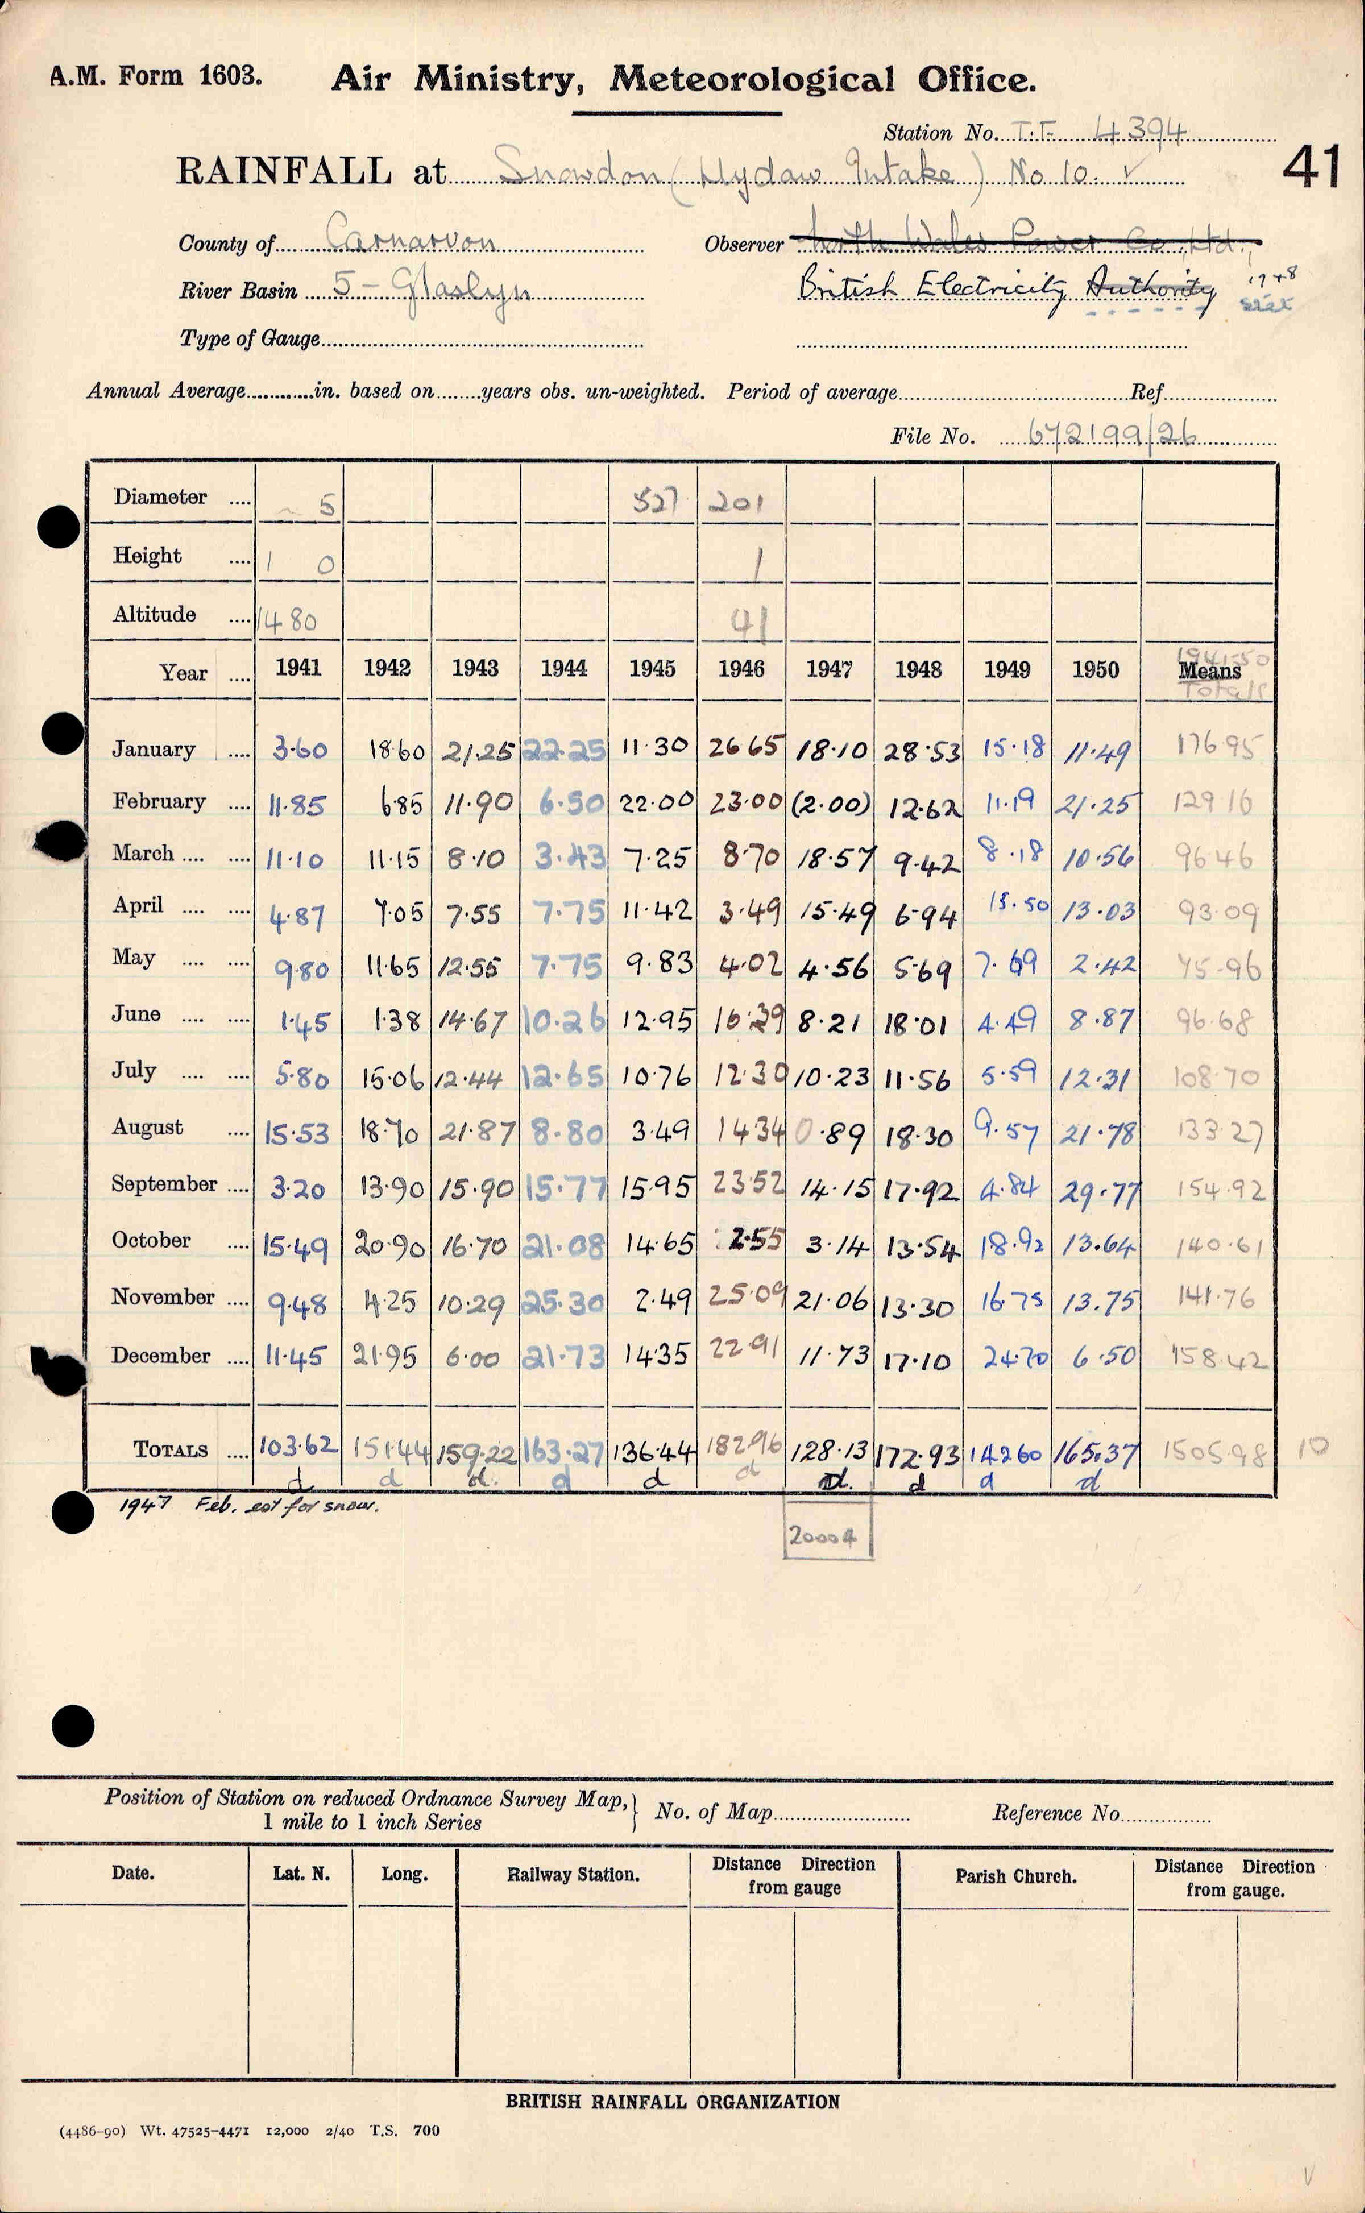 A.M. Form 1603. Air Ministry, Meteorological Office.
Station No. T.F. 4394
RAINFALL at Snowdon (Llydaw Intake) No 10. ✓ 41
County of Carnarvon Observer North Wales Power Co., Ltd.,
River Basin 5 - Glaslyn British Electricity Authority 1948
Type of Gauge
Annual Average in. based on years obs. un-weighted. Period of average Ref.
File No. 672199/26
Diameter 5 527 201
Height 1 0 1
Altitude 1480 41
Year 1941 1942 1943 1944 1945 1946 1947 1948 1949 1950 1941-50 Means Totals
January 3.60 18.60 21.25 22.25 11.30 26.65 18.10 28.53 15.18 11.49 176.95
February 11.85 6.85 11.90 6.50 22.00 23.00 (2.00) 12.62 11.19 21.25 129.16
March 11.10 11.15 8.10 3.43 7.25 8.70 18.57 9.42 8.18 10.56 96.46
April 4.87 7.05 7.55 7.75 11.42 3.49 15.49 6.94 15.50 13.03 93.09
May 9.80 11.65 12.55 7.75 9.83 4.02 4.56 5.69 7.69 2.42 75.96
June 1.45 1.38 14.67 10.26 12.95 16.39 8.21 18.01 4.49 8.87 96.68
July 5.80 15.06 12.44 12.65 10.76 12.30 10.23 11.56 5.59 12.31 108.70
August 15.53 18.70 21.87 8.80 3.49 14.34 0.89 18.30 9.57 21.78 133.27
September 3.20 13.90 15.90 15.77 15.95 23.52 14.15 17.92 4.84 29.77 154.92
October 15.49 20.90 16.70 21.08 14.65 2.55 3.14 13.54 18.92 13.64 140.61
November 9.48 4.25 10.29 25.30 2.49 25.09 21.06 13.30 16.75 13.75 141.76
December 11.45 21.95 6.00 21.73 14.35 22.91 11.73 17.10 24.70 6.50 158.42
TOTALS 103.62 151.44 159.22 163.27 136.44 182.96 128.13 172.93 142.60 165.37 1505.98 10
d d d d d d d d d d
1947 Feb. est for snow.
20004
Position of Station on reduced Ordnance Survey Map, 1 mile to 1 inch Series } No. of Map Reference No.
Date. Lat. N. Long. Railway Station. Distance Direction from gauge Parish Church. Distance Direction from gauge.
BRITISH RAINFALL ORGANIZATION
(4486-90) Wt. 47525-4471 12,000 2/40 T.S. 700